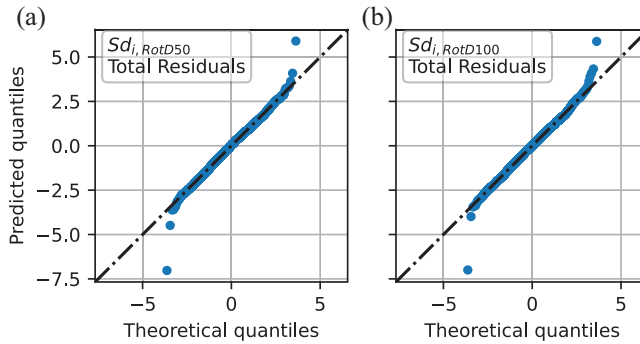 (a)
Sd_{i, RotD50}
Total Residuals
Predicted quantiles
5.0
2.5
0.0
−2.5
−5.0
−7.5
−5
0
5
Theoretical quantiles
(b)
Sd_{i, RotD100}
Total Residuals
−5
0
5
Theoretical quantiles